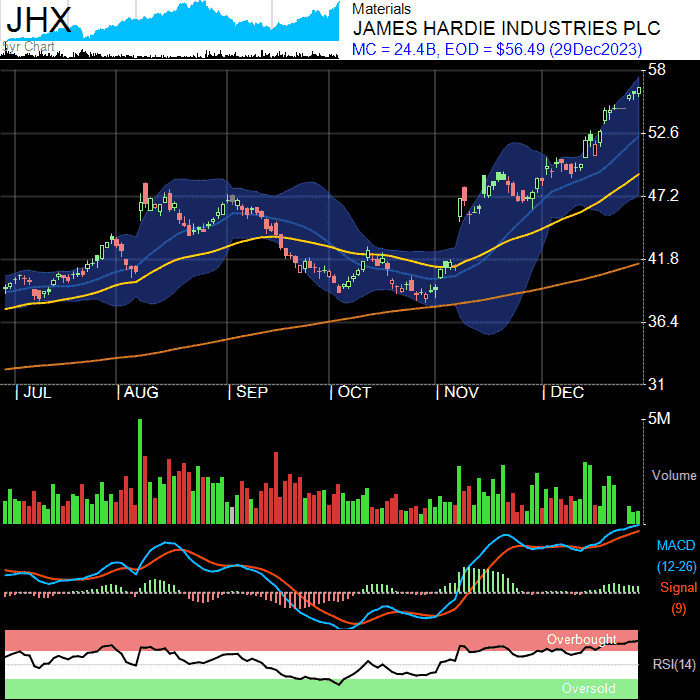 JHX
5yr Chart
Materials
JAMES HARDIE INDUSTRIES PLC
MC = 24.4B, EOD = $56.49 (29Dec2023)
58
52.6
47.2
41.8
36.4
31
| JUL | AUG | SEP | OCT | NOV | DEC
5M
Volume
MACD
(12-26)
Signal
(9)
Overbought
RSI(14)
Oversold